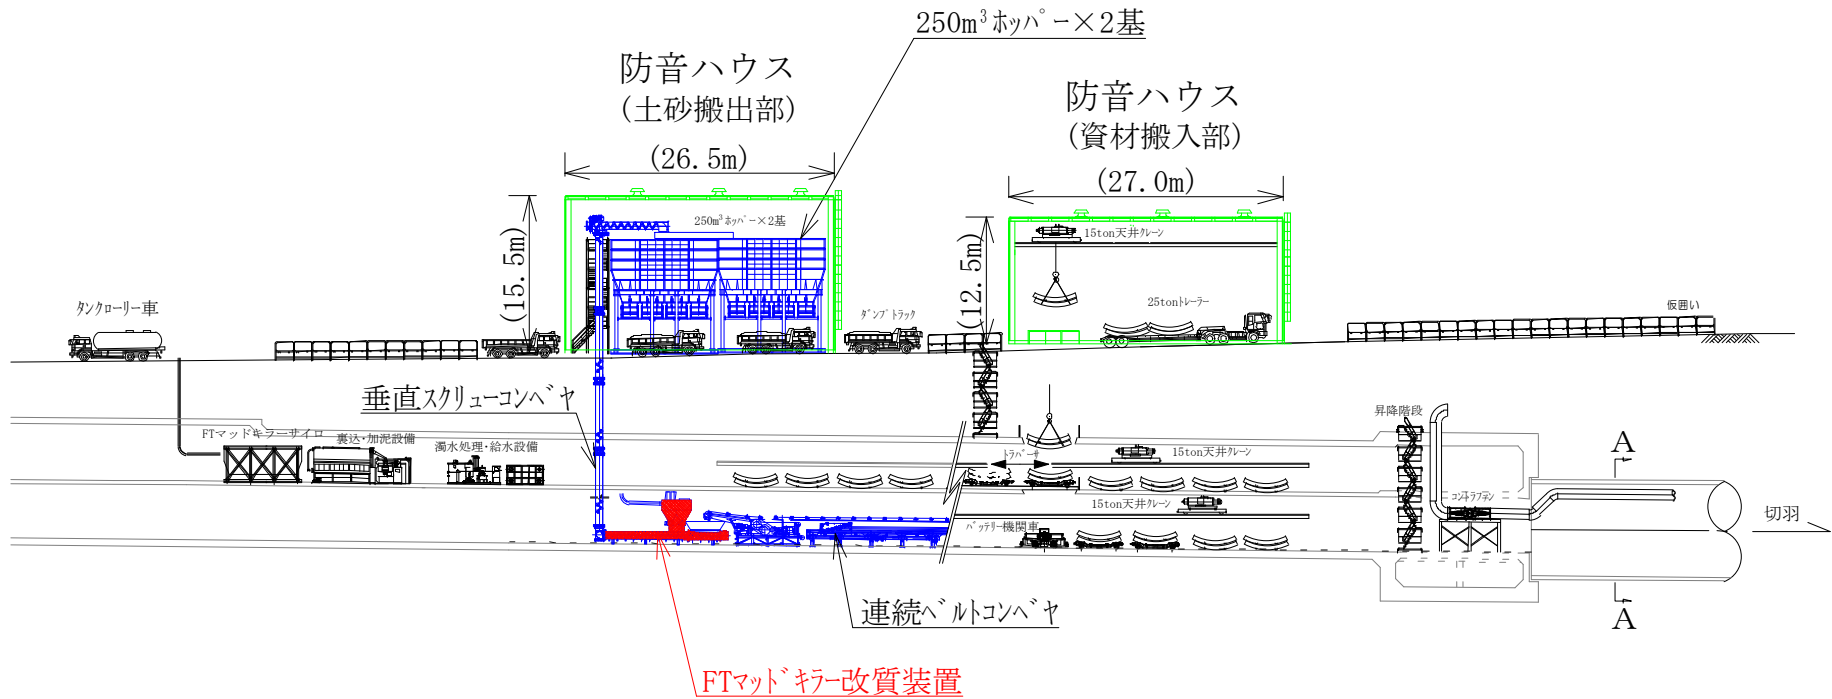 250m³ホッパー×2基
防音ハウス
(土砂搬出部)
(26.5m)
防音ハウス
(資材搬入部)
(27.0m)
250m³ホッパー×2基
15ton天井クレーン
(15.5m)
(12.5m)
タンクローリー車
ダンプトラック
25tonトレーラー
仮囲い
垂直スクリューコンベヤ
昇降階段
FTマッドキラーサイロ
裏込・加泥設備
濁水処理・給水設備
トラバーサ
15ton天井クレーン
A
15ton天井クレーン
コントラファン
バッテリー機関車
切羽
連続ベルトコンベヤ
A
FTマッドキラー改質装置